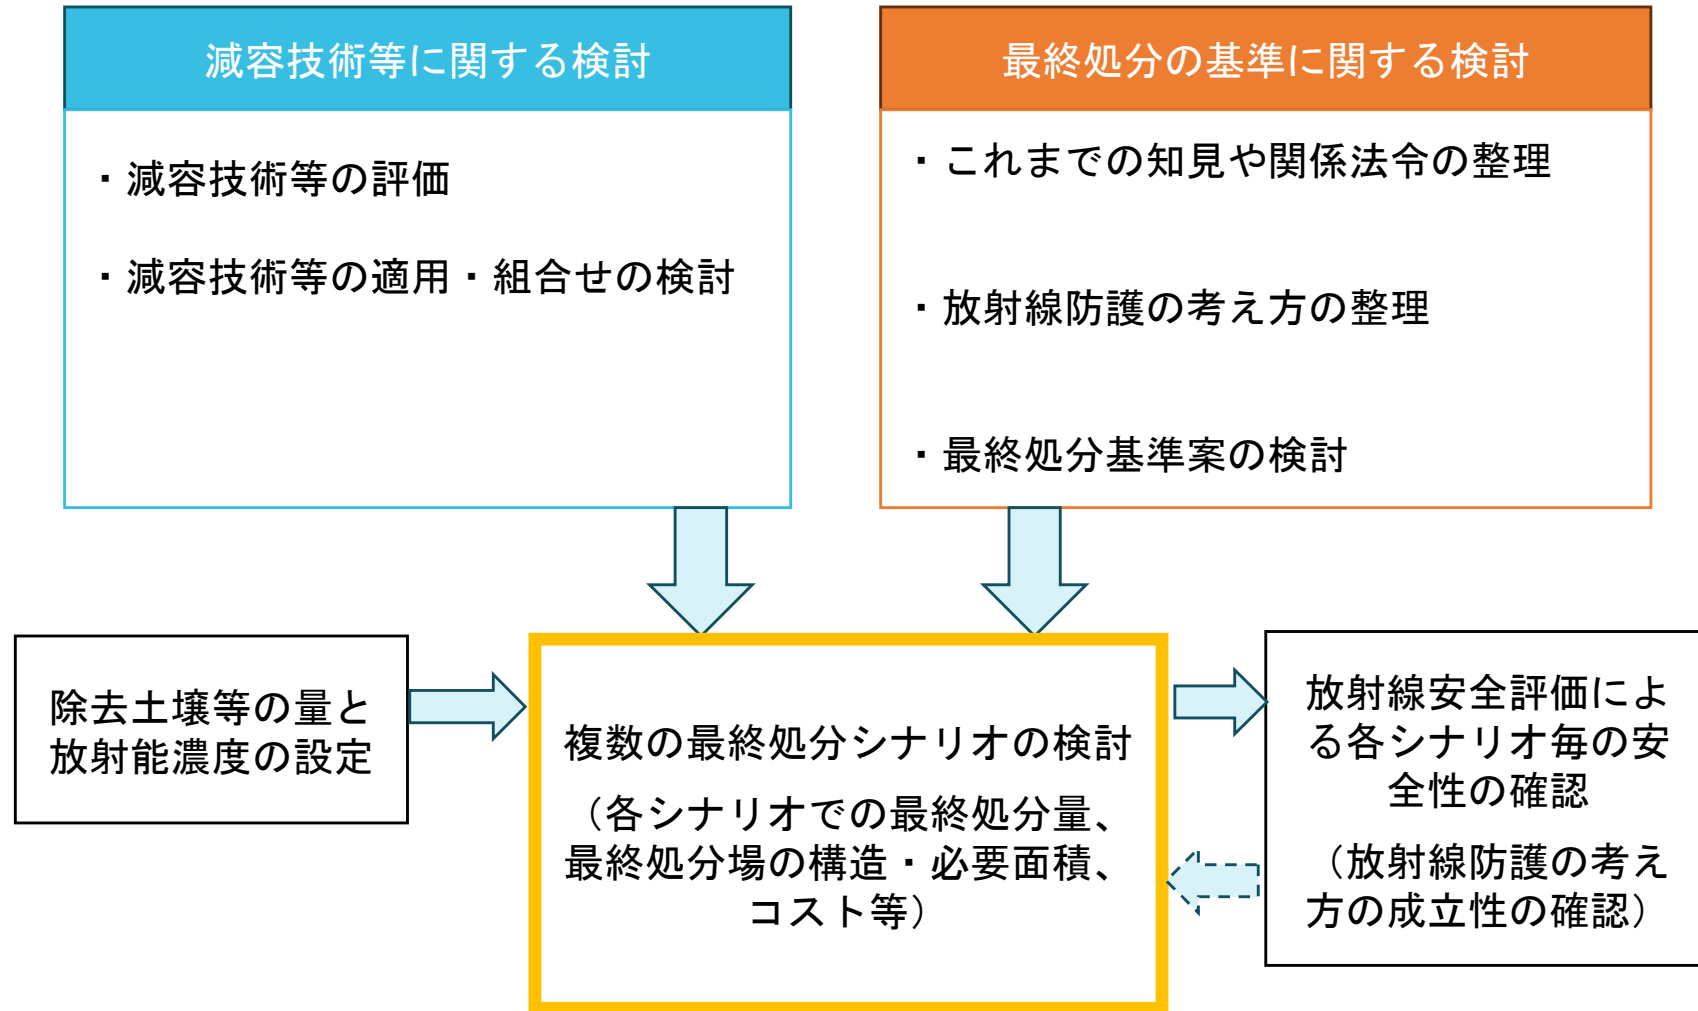 減容技術等に関する検討
・減容技術等の評価
・減容技術等の適用・組合せの検討
最終処分の基準に関する検討
・これまでの知見や関係法令の整理
・放射線防護の考え方の整理
・最終処分基準案の検討
除去土壌等の量と
放射能濃度の設定
複数の最終処分シナリオの検討
（各シナリオでの最終処分量、
最終処分場の構造・必要面積、
コスト等）
放射線安全評価によ
る各シナリオ毎の安
全性の確認
（放射線防護の考え
方の成立性の確認）